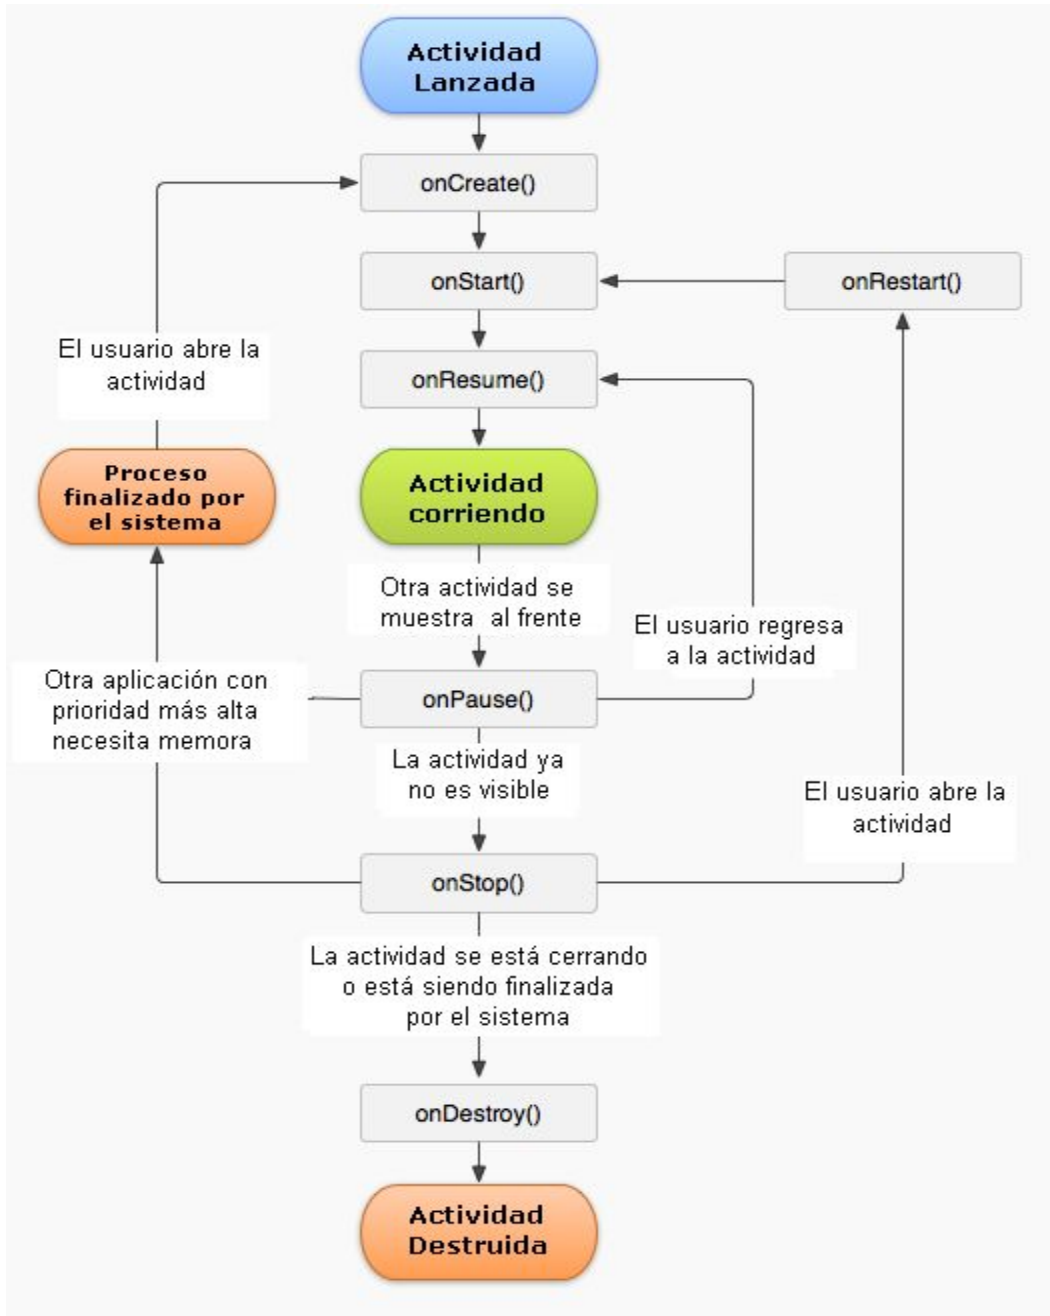 Actividad
Lanzada
onCreate()
onStart()
onRestart()
El usuario abre la
actividad
onResume()
Proceso
finalizado por
el sistema
Actividad
corriendo
Otra actividad se
muestra al frente
El usuario regresa
a la actividad
Otra aplicación con
prioridad más alta
necesita memora
onPause()
La actividad ya
no es visible
El usuario abre la
actividad
onStop()
La actividad se está cerrando
o está siendo finalizada
por el sistema
onDestroy()
Actividad
Destruida